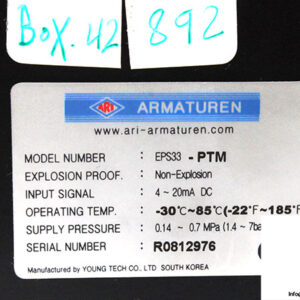 BOX.42
892
ARI ARMATUREN
www.ari-armaturen.com
MODEL NUMBER : EPS33 - PTM
EXPLOSION PROOF. : Non-Explosion
INPUT SIGNAL : 4 ~ 20mA DC
OPERATING TEMP. : -30℃~85℃(-22℉~185℉
SUPPLY PRESSURE : 0.14 ~ 0.7 MPa (1.4~7ba
SERIAL NUMBER : R0812976
Manufactured by YOUNG TECH CO., LTD SOUTH KOREA